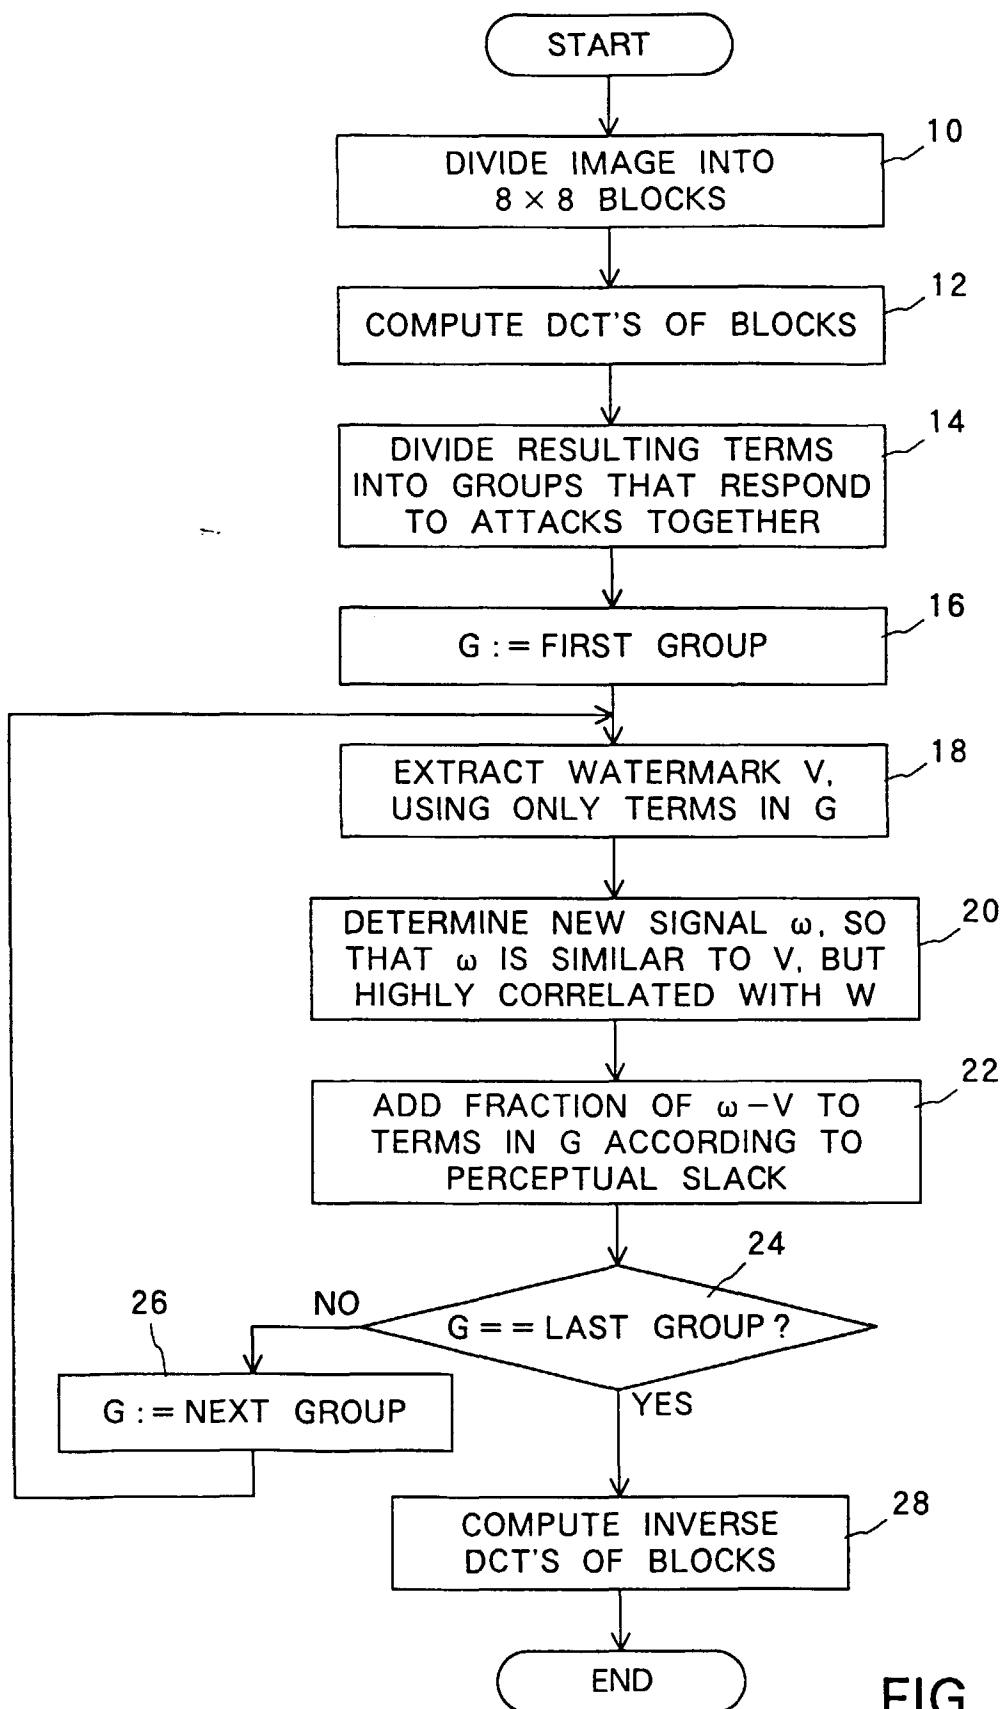 START
10
DIVIDE IMAGE INTO
8 × 8 BLOCKS
12
COMPUTE DCT'S OF BLOCKS
14
DIVIDE RESULTING TERMS
INTO GROUPS THAT RESPOND
TO ATTACKS TOGETHER
16
G := FIRST GROUP
18
EXTRACT WATERMARK V,
USING ONLY TERMS IN G
20
DETERMINE NEW SIGNAL ω, SO
THAT ω IS SIMILAR TO V, BUT
HIGHLY CORRELATED WITH W
22
ADD FRACTION OF ω-V TO
TERMS IN G ACCORDING TO
PERCEPTUAL SLACK
24
G == LAST GROUP?
NO
26
G := NEXT GROUP
YES
28
COMPUTE INVERSE
DCT'S OF BLOCKS
END
FIG